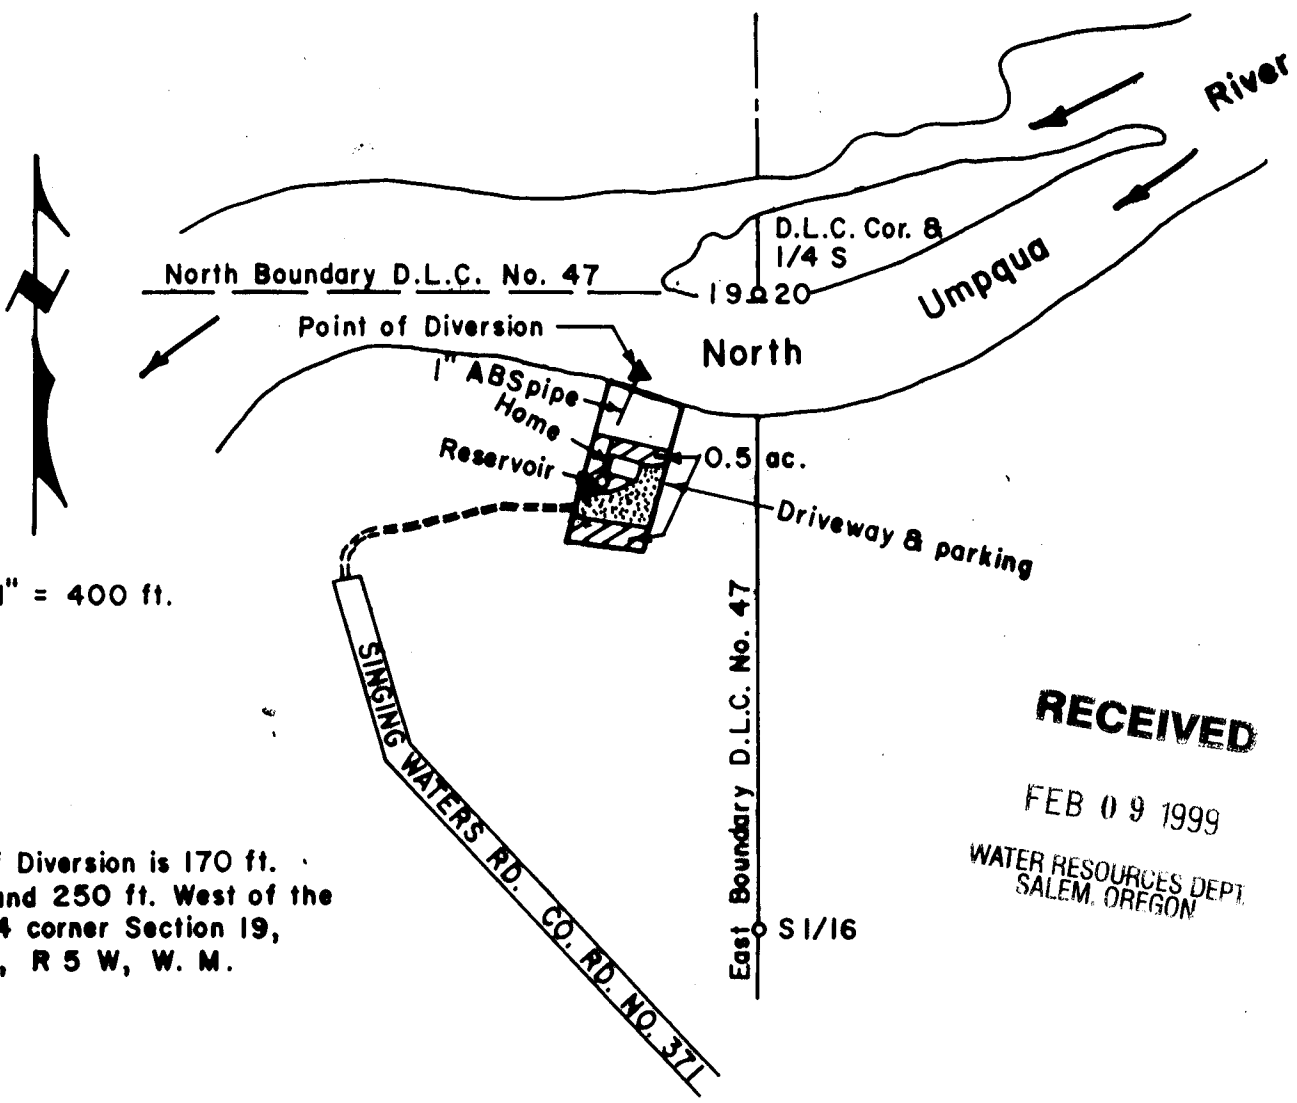 River
D.L.C. Cor. &
1/4 S
North Boundary D.L.C. No. 47
19 20
Umpqua
Point of Diversion
North
1" ABS pipe
Home
Reservoir
0.5 ac.
Driveway & parking
1" = 400 ft.
SINGING WATERS RD. CO. RD. NO. 371
East Boundary D.L.C. No. 47
RECEIVED
FEB 09 1999
WATER RESOURCES DEPT
SALEM, OREGON
Diversion is 170 ft.
and 250 ft. West of the
4 corner Section 19,
, R 5 W, W. M.
S 1/16